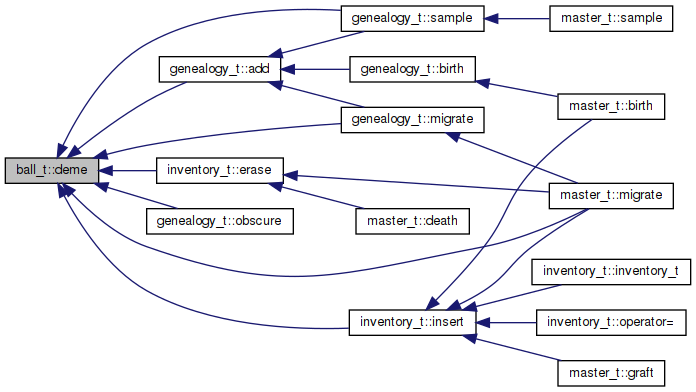 genealogy_t::sample
master_t::sample
genealogy_t::add
genealogy_t::birth
master_t::birth
genealogy_t::migrate
ball_t::deme
inventory_t::erase
master_t::migrate
genealogy_t::obscure
master_t::death
inventory_t::inventory_t
inventory_t::insert
inventory_t::operator=
master_t::graft